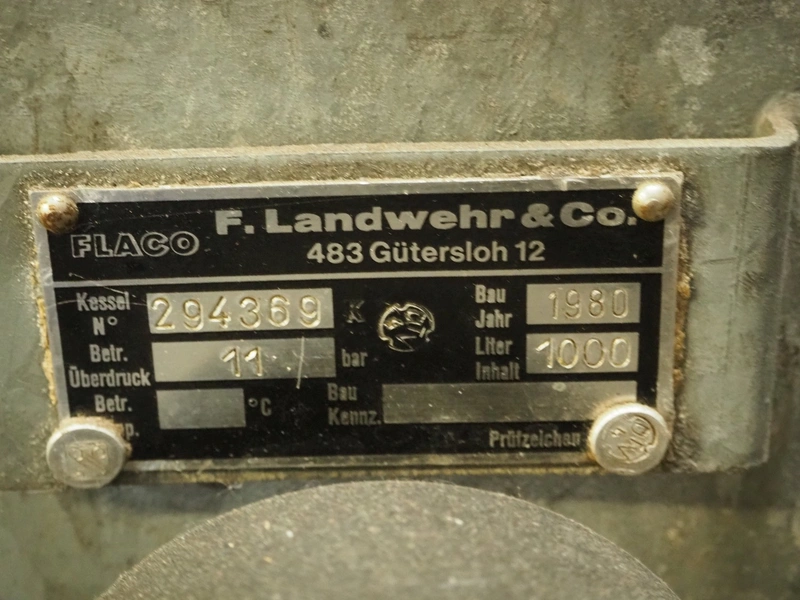 FLACO
F. Landwehr & Co.
483 Gütersloh 12
Kessel N° 294369 K
Bau Jahr 1980
Betr. Überdruck 11 bar
Liter Inhalt 1000
Betr. °C
Bau Kennz.
Prüfzeichen